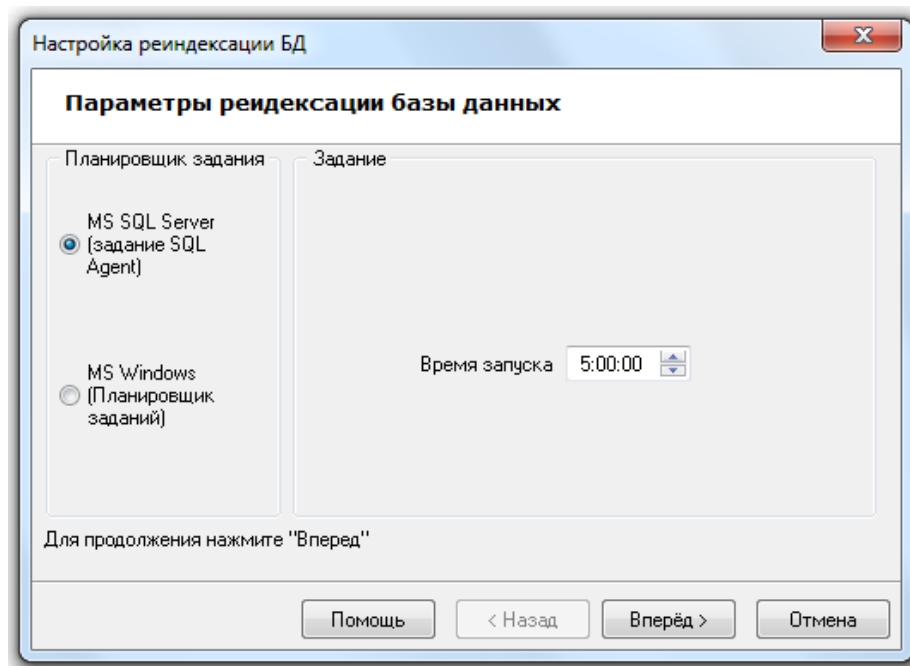 Настройка реиндексации БД
Параметры реидексации базы данных
Планировщик задания
MS SQL Server
(задание SQL
Agent)
MS Windows
(Планировщик
заданий)
Задание
Время запуска 5:00:00
Для продолжения нажмите "Вперед"
Помощь < Назад Вперёд > Отмена